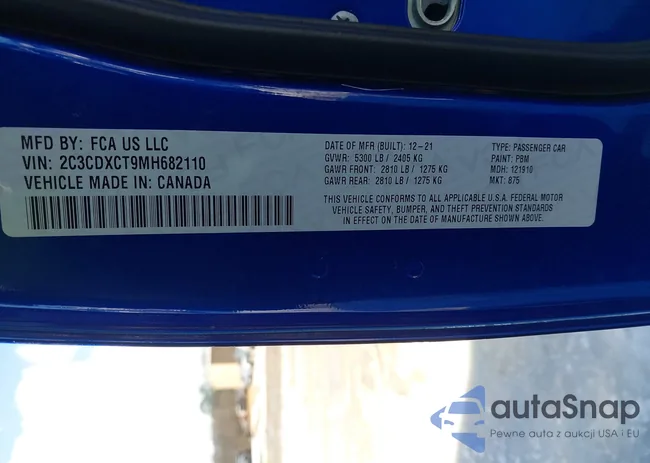 MFD BY: FCA US LLC
VIN: 2C3CDXCT9MH682110
VEHICLE MADE IN: CANADA
DATE OF MFR (BUILT): 12-21
GVWR: 5300 LB / 2405 KG
GAWR FRONT: 2810 LB / 1275 KG
GAWR REAR: 2810 LB / 1275 KG
TYPE: PASSENGER CAR
PAINT: PBM
MDH: 121910
MKT: 875
THIS VEHICLE CONFORMS TO ALL APPLICABLE U.S.A. FEDERAL MOTOR
VEHICLE SAFETY, BUMPER, AND THEFT PREVENTION STANDARDS
IN EFFECT ON THE DATE OF MANUFACTURE SHOWN ABOVE.
autaSnap
Pewne auta z aukcji USA i EU